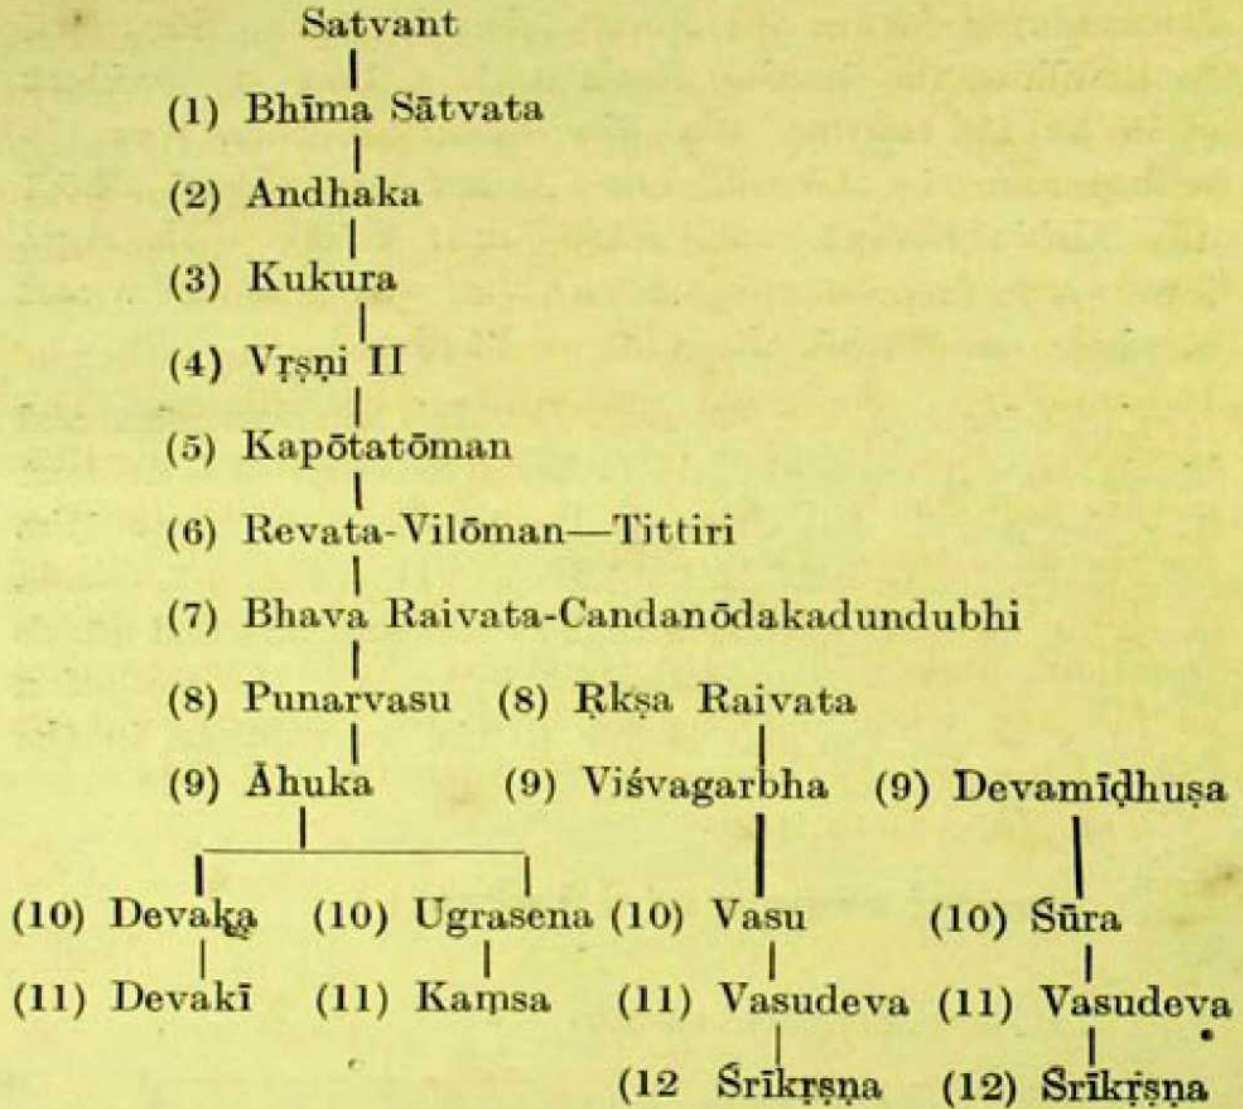 Satvant
(1) Bhīma Sātvata
(2) Andhaka
(3) Kukura
(4) Vṛṣṇi II
(5) Kapōtatōman
(6) Revata-Vilōman—Tittiri
(7) Bhava Raivata-Candanōdakadundubhi
(8) Punarvasu (8) Ṛkṣa Raivata
(9) Āhuka (9) Viśvagarbha (9) Devamīḍhuṣa
(10) Devaka (10) Ugrasena (10) Vasu (10) Śūra
(11) Devakī (11) Kaṃsa (11) Vasudeva (11) Vasudeva
(12 Śrīkṛṣṇa (12) Śrīkṛṣṇa